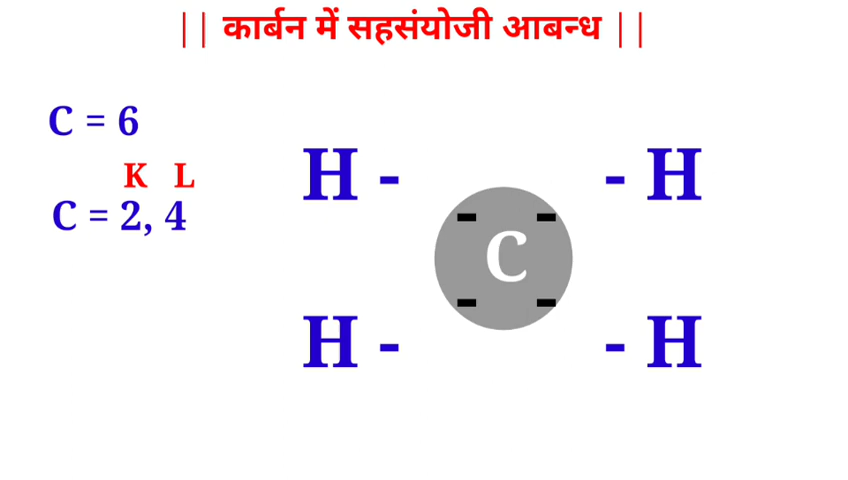 || कार्बन में सहसंयोजी आबन्ध ||
C = 6
K L
C = 2, 4
H - - H
C
H - - H